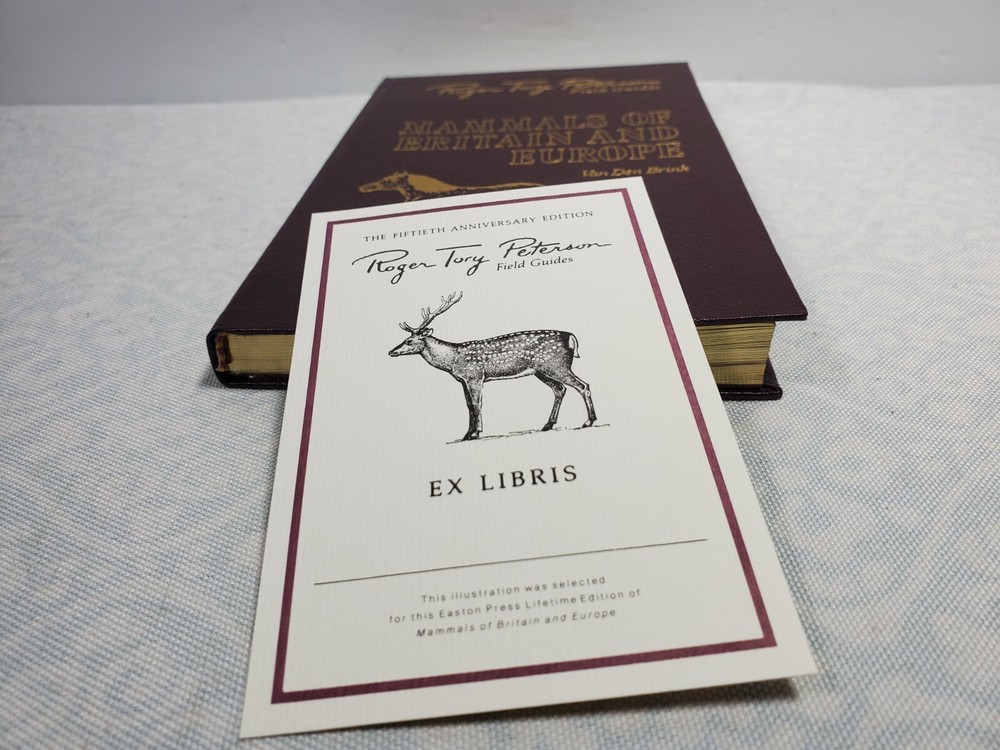 Roger Tory Peterson
Field Guides
MAMMALS OF
BRITAIN AND
EUROPE
Van Den Brink
THE FIFTIETH ANNIVERSARY EDITION
Roger Tory Peterson
Field Guides
EX LIBRIS
This illustration was selected
for this Easton Press Lifetime Edition of
Mammals of Britain and Europe